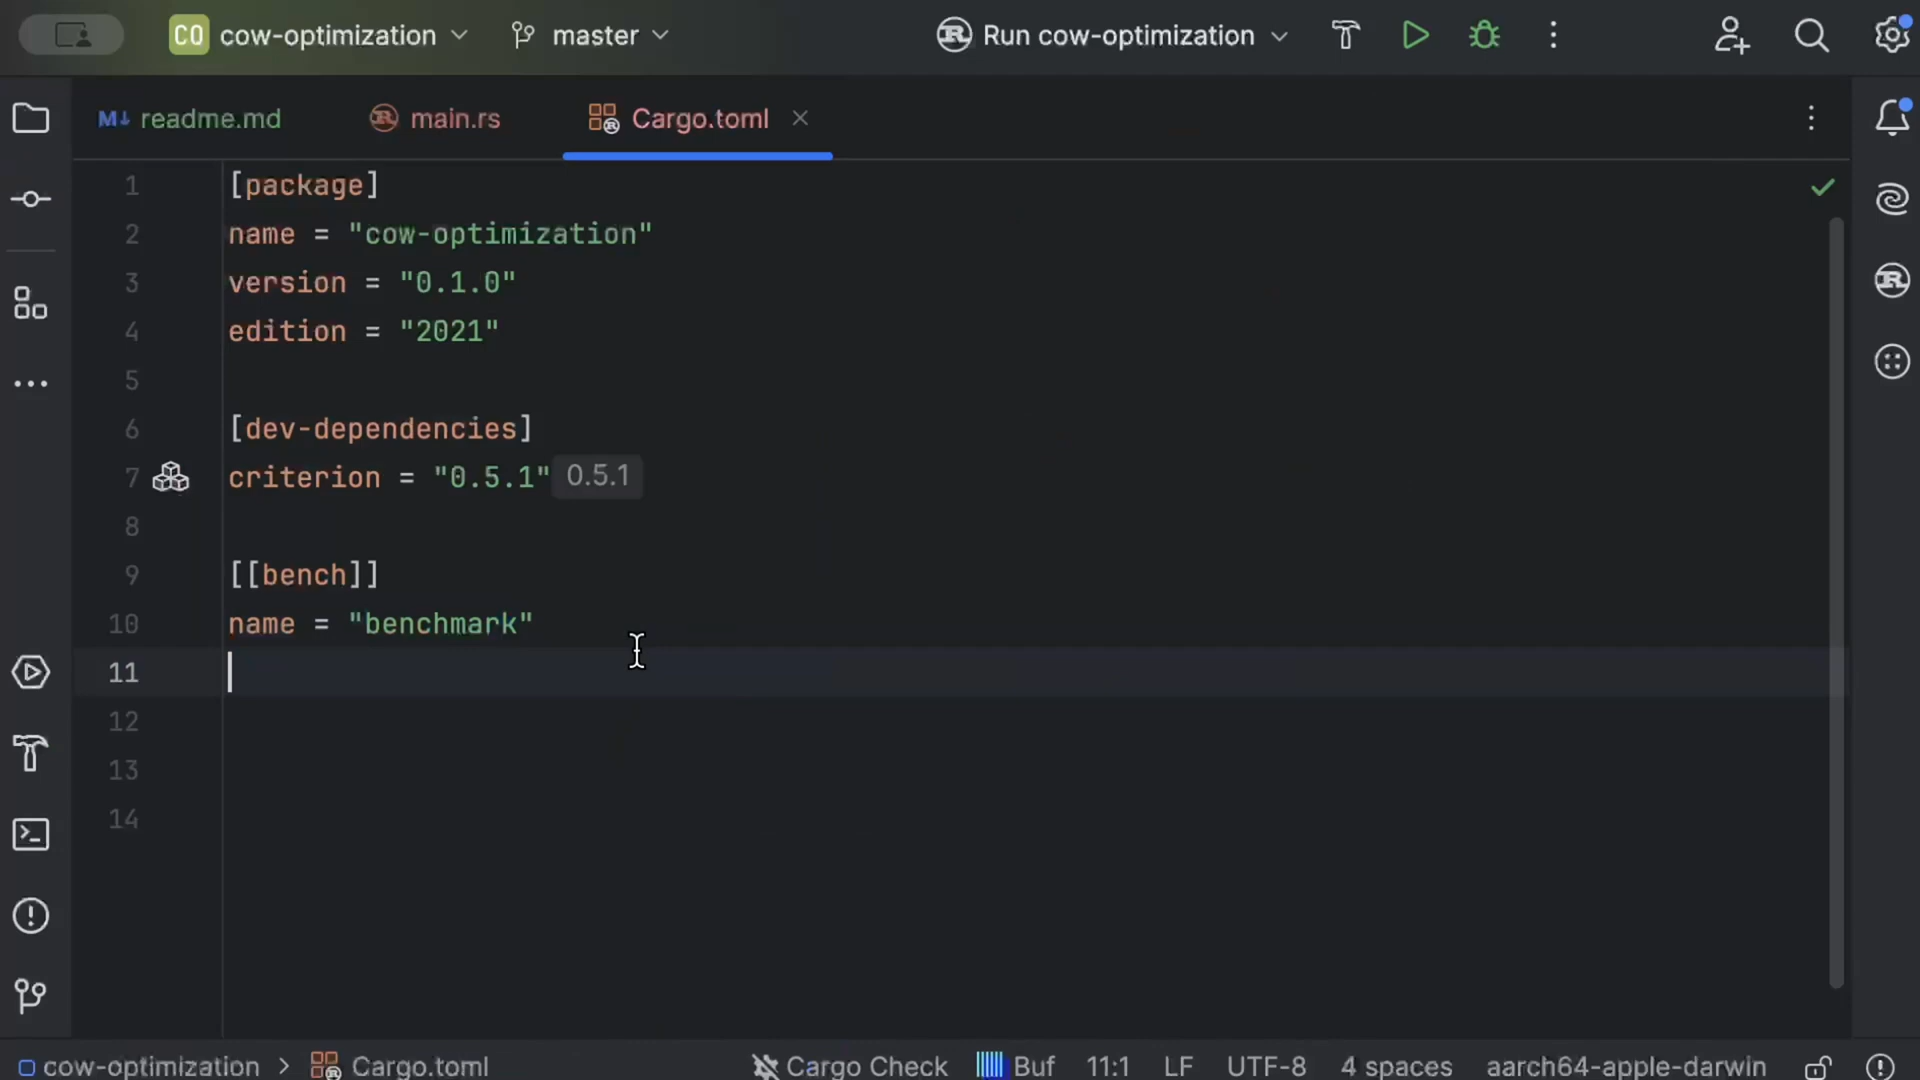 CO cow-optimization master Run cow-optimization
M↓ readme.md main.rs Cargo.toml
1 [package]
2 name = "cow-optimization"
3 version = "0.1.0"
4 edition = "2021"
5
6 [dev-dependencies]
7 criterion = "0.5.1" 0.5.1
8
9 [[bench]]
10 name = "benchmark"
11
12
13
14
cow-optimization > Cargo.toml Cargo Check Buf 11:1 LF UTF-8 4 spaces aarch64-apple-darwin